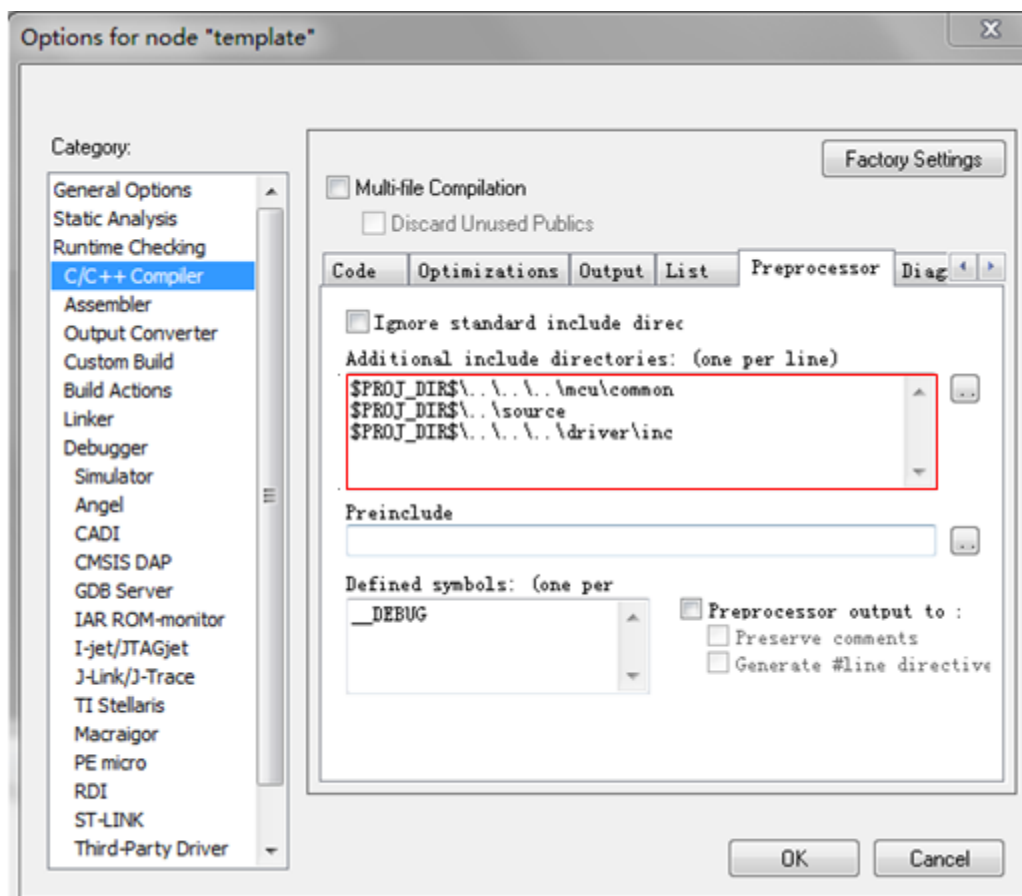 Options for node "template"
Category:
General Options
Static Analysis
Runtime Checking
C/C++ Compiler
Assembler
Output Converter
Custom Build
Build Actions
Linker
Debugger
Simulator
Angel
CADI
CMSIS DAP
GDB Server
IAR ROM-monitor
I-jet/JTAGjet
J-Link/J-Trace
TI Stellaris
Macraigor
PE micro
RDI
ST-LINK
Third-Party Driver
Factory Settings
Multi-file Compilation
Discard Unused Publics
Code Optimizations Output List Preprocessor Diag
Ignore standard include direc
Additional include directories: (one per line)
$PROJ_DIR$\..\..\..\mcu\common
$PROJ_DIR$\..\source
$PROJ_DIR$\..\..\..\driver\inc
..
Preinclude
..
Defined symbols: (one per
__DEBUG
Preprocessor output to :
Preserve comments
Generate #line directive
OK Cancel